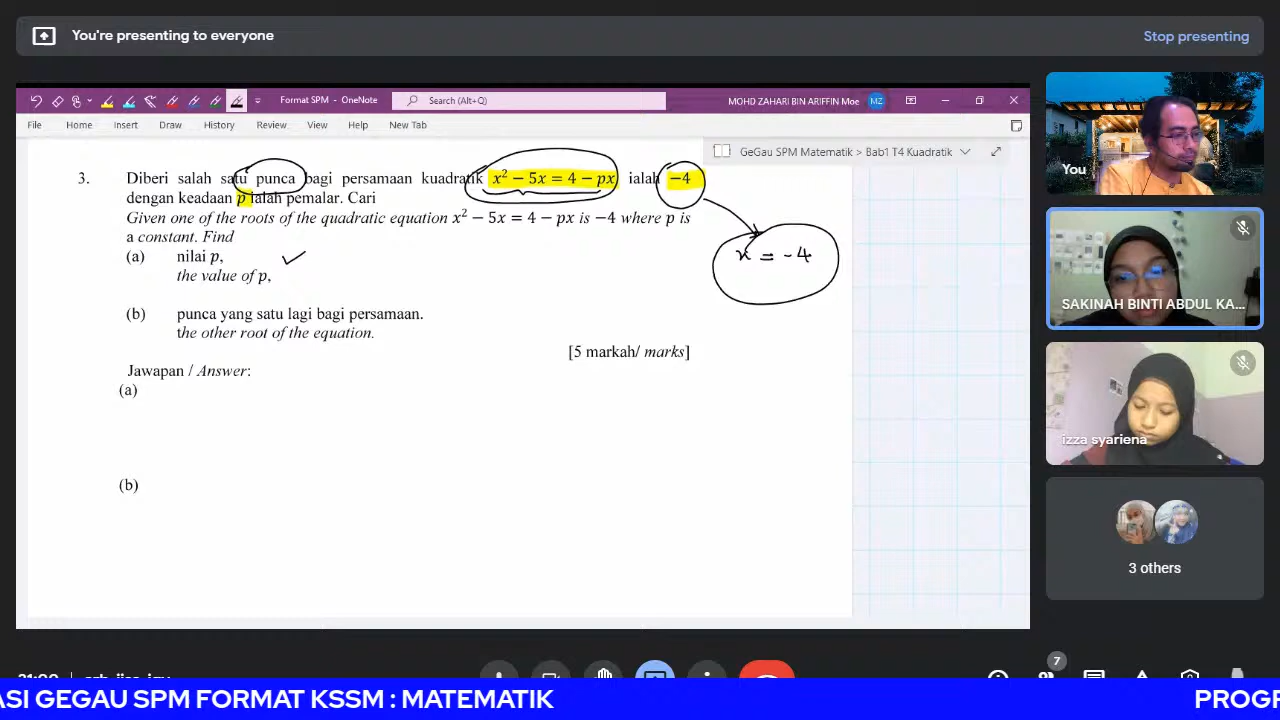 You're presenting to everyone
Stop presenting
Format SPM - OneNote
Search (Alt+Q)
MOHD ZAHARI BIN ARIFFIN Moe
MZ
File Home Insert Draw History Review View Help New Tab
GeGau SPM Matematik > Bab1 T4 Kuadratik
3. Diberi salah satu punca bagi persamaan kuadratik x² − 5x = 4 − px ialah −4
dengan keadaan p ialah pemalar. Cari
Given one of the roots of the quadratic equation x² − 5x = 4 − px is −4 where p is
a constant. Find
x = -4
(a) nilai p,
the value of p,
(b) punca yang satu lagi bagi persamaan.
the other root of the equation.
[5 markah/ marks]
Jawapan / Answer:
(a)
(b)
You
SAKINAH BINTI ABDUL KA...
izza syariena
3 others
7
ASI GEGAU SPM FORMAT KSSM : MATEMATIK
PROGR